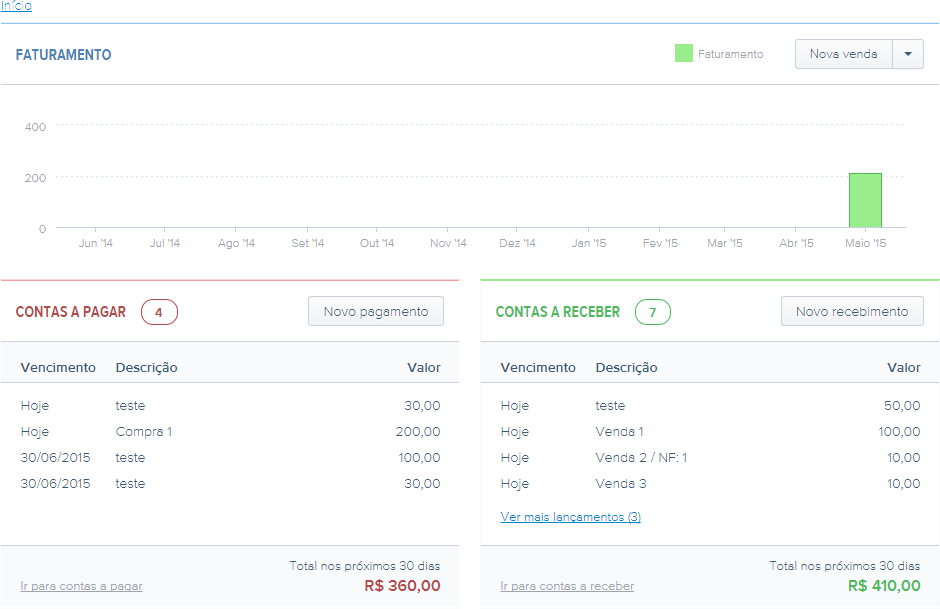 Início
FATURAMENTO
Faturamento
Nova venda
400
200
0
Jun '14 Jul '14 Ago '14 Set '14 Out '14 Nov '14 Dez '14 Jan '15 Fev '15 Mar '15 Abr '15 Maio '15
CONTAS A PAGAR 4
Novo pagamento
Vencimento Descrição Valor
Hoje teste 30,00
Hoje Compra 1 200,00
30/06/2015 teste 100,00
30/06/2015 teste 30,00
Total nos próximos 30 dias
Ir para contas a pagar R$ 360,00
CONTAS A RECEBER 7
Novo recebimento
Vencimento Descrição Valor
Hoje teste 50,00
Hoje Venda 1 100,00
Hoje Venda 2 / NF: 1 10,00
Hoje Venda 3 10,00
Ver mais lançamentos (3)
Total nos próximos 30 dias
Ir para contas a receber R$ 410,00